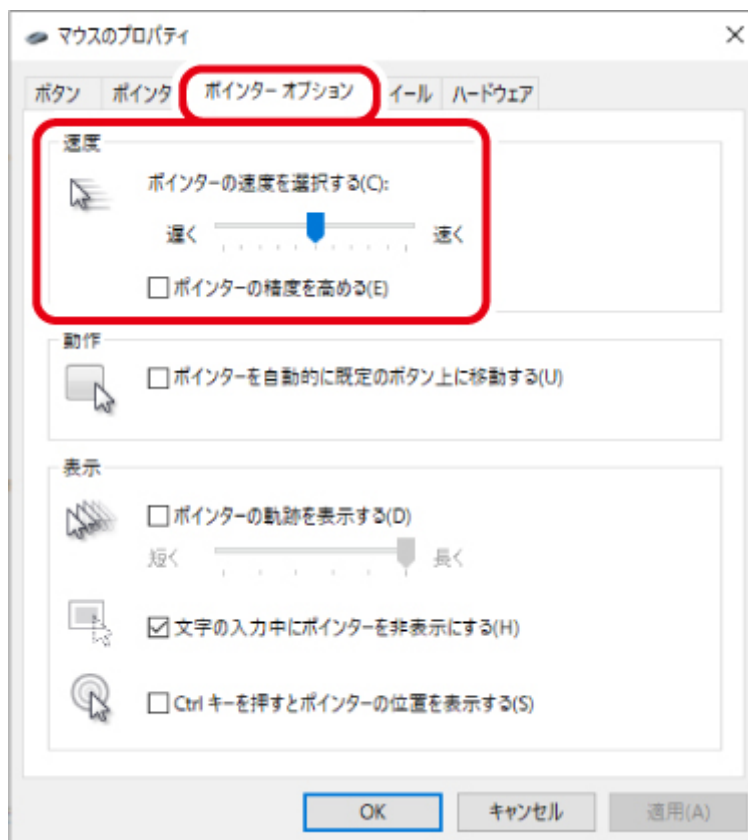 マウスのプロパティ
ボタン ポインタ ポインター オプション イール ハードウェア
速度
ポインターの速度を選択する(C):
遅く 速く
ポインターの精度を高める(E)
動作
ポインターを自動的に既定のボタン上に移動する(U)
表示
ポインターの軌跡を表示する(D)
短く 長く
文字の入力中にポインターを非表示にする(H)
Ctrl キーを押すとポインターの位置を表示する(S)
OK キャンセル 適用(A)